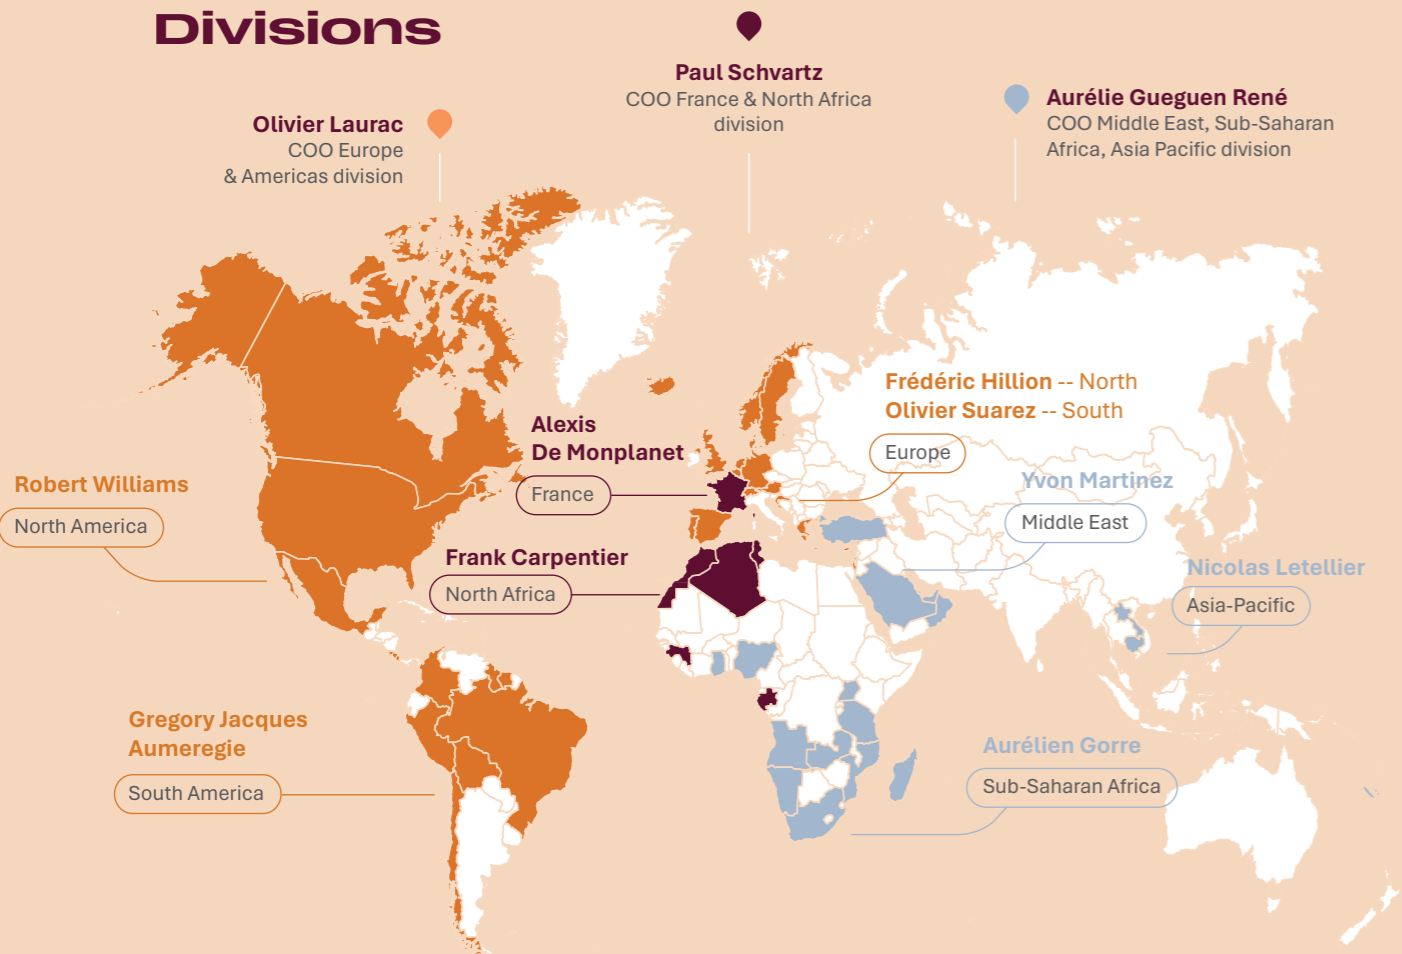 Divisions
Paul Schvartz
COO France & North Africa
division
Aurélie Gueguen René
COO Middle East, Sub-Saharan
Africa, Asia Pacific division
Olivier Laurac
COO Europe
& Americas division
Frédéric Hillion -- North
Olivier Suarez -- South
Europe
Alexis
De Monplanet
France
Robert Williams
North America
Yvon Martinez
Middle East
Frank Carpentier
North Africa
Nicolas Letellier
Asia-Pacific
Gregory Jacques
Aumeregie
South America
Aurélien Gorre
Sub-Saharan Africa